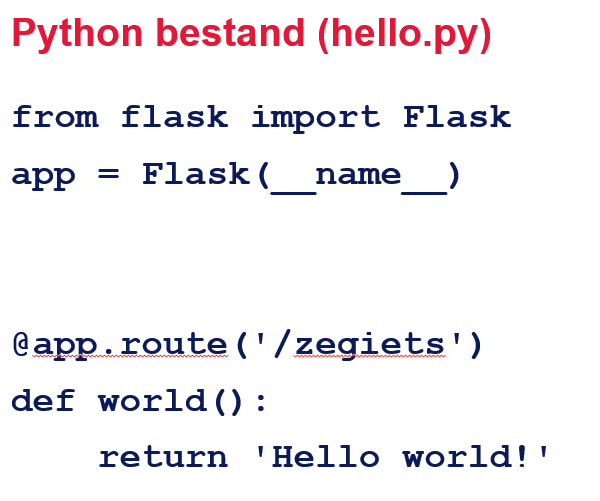 Python bestand (hello.py)
from flask import Flask
app = Flask(__name__)
@app.route('/zegiets')
def world():
    return 'Hello world!'